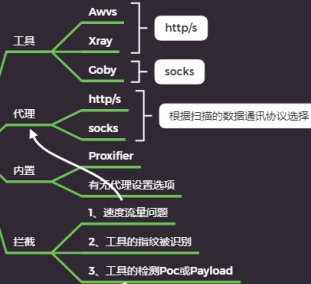 工具
Awvs
Xray
http/s
Goby
socks
代理
http/s
socks
根据扫描的数据通讯协议选择
内置
Proxifier
有无代理设置选项
拦截
1、速度流量问题
2、工具的指纹被识别
3、工具的检测Poc或Payload